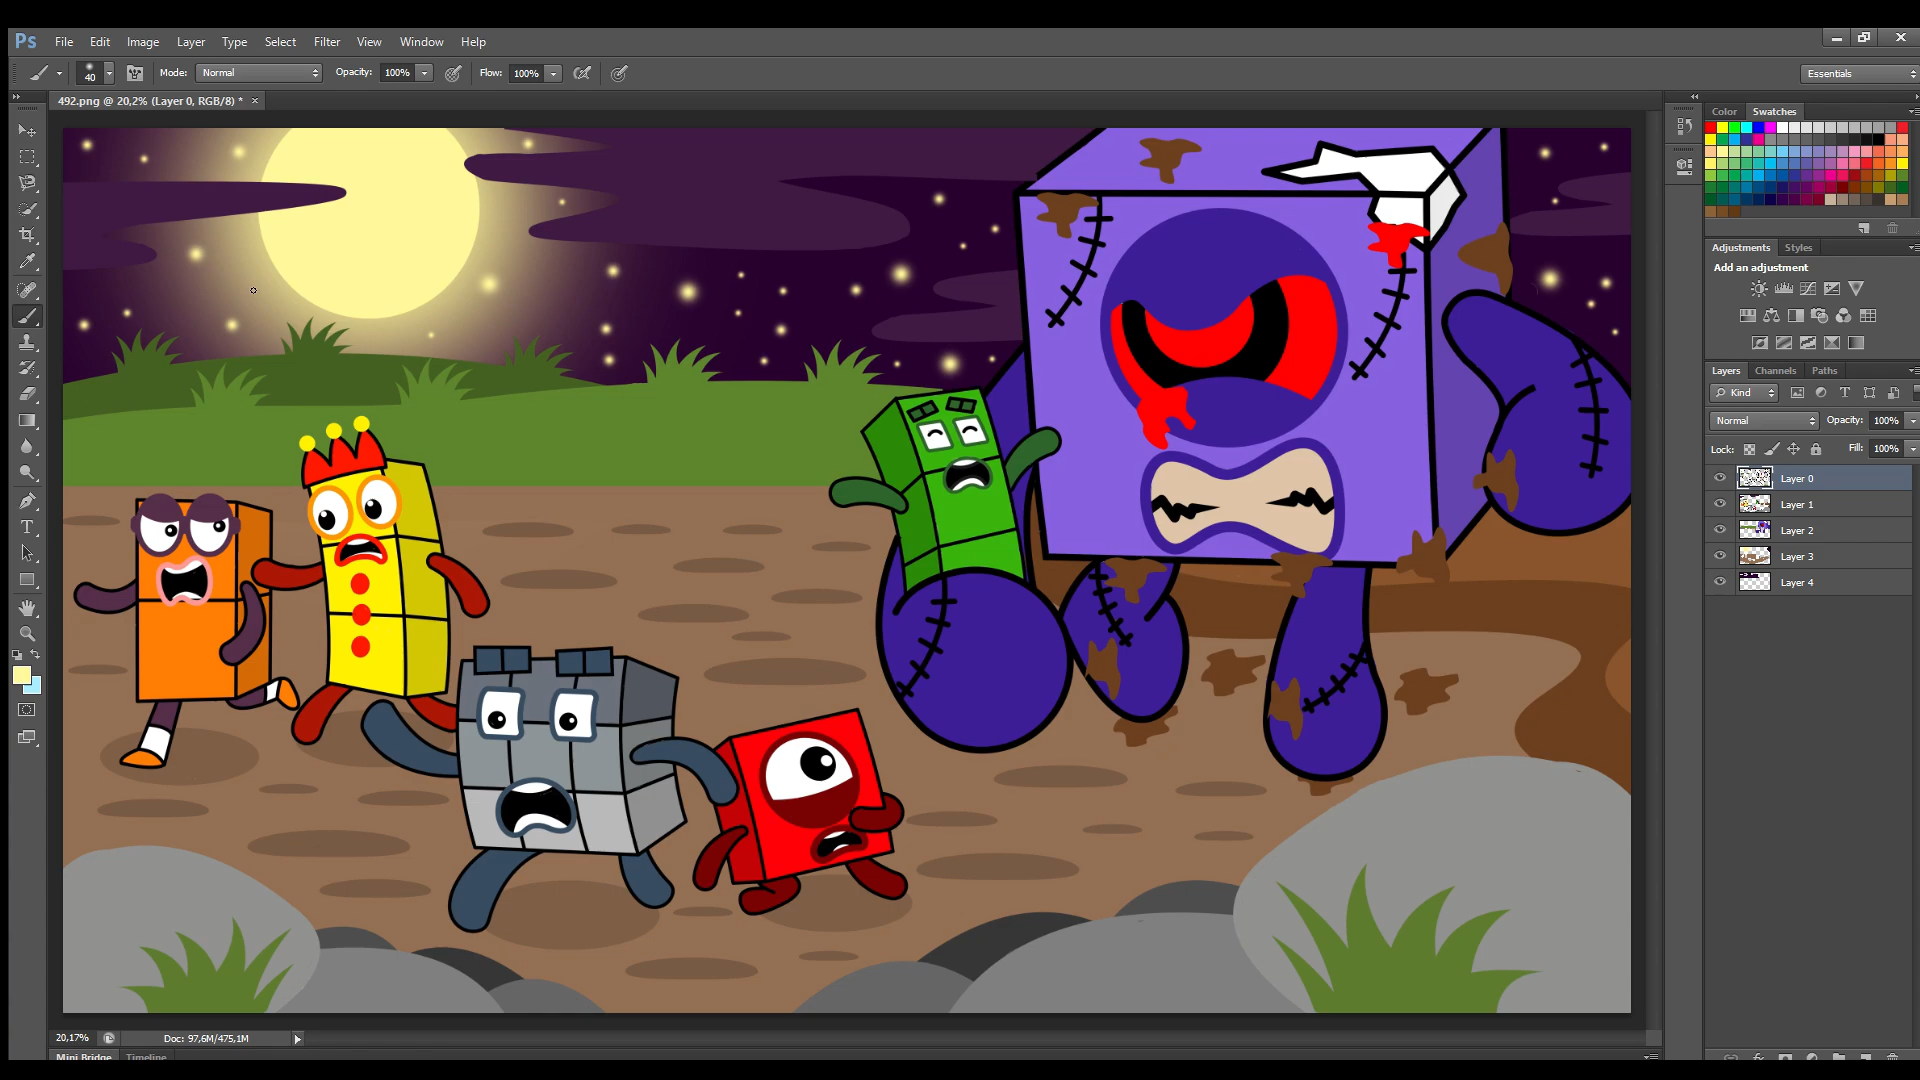 Ps File Edit Image Layer Type Select Filter View Window Help
40 Mode: Normal Opacity: 100% Flow: 100% Essentials
492.png @ 20,2% (Layer 0, RGB/8) * ×
Color Swatches
Adjustments Styles
Add an adjustment
Layers Channels Paths
Kind
Normal Opacity: 100%
Lock: Fill: 100%
Layer 0
Layer 1
Layer 2
Layer 3
Layer 4
20,17% Doc: 97,6M/475,1M
Mini Bridge Timeline